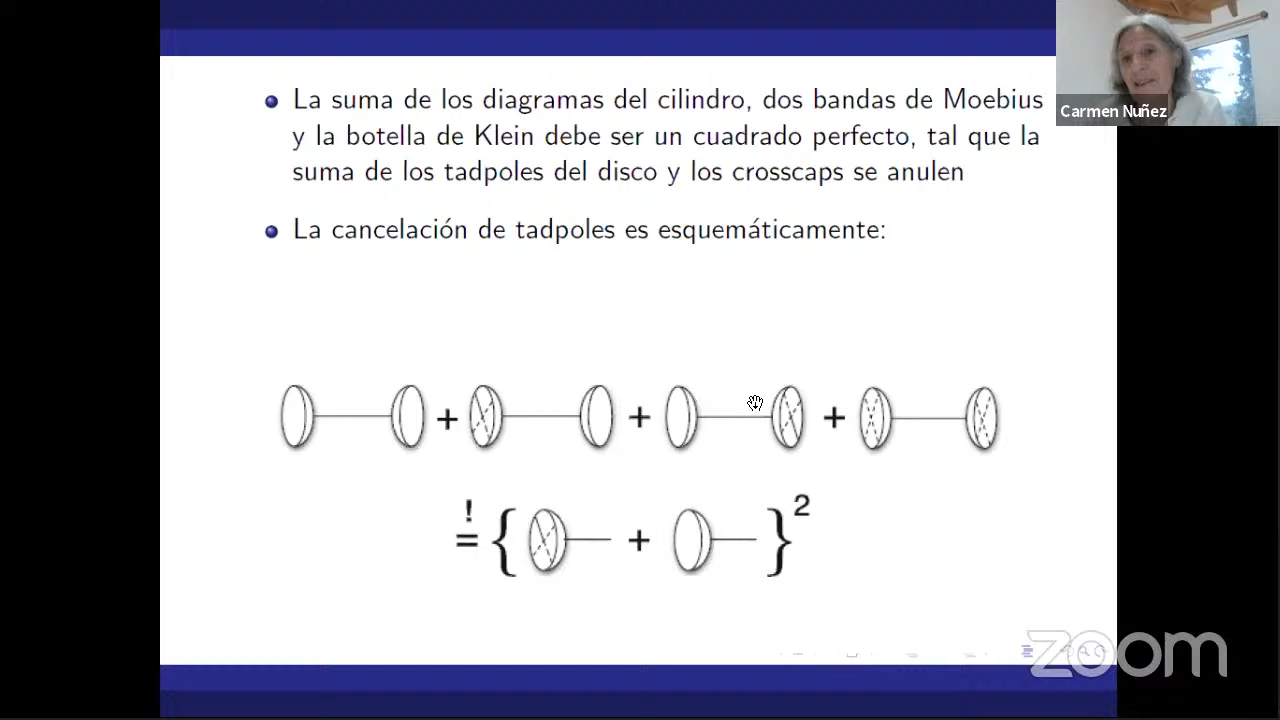 La suma de los diagramas del cilindro, dos bandas de Moebius
y la botella de Klein debe ser un cuadrado perfecto, tal que la
suma de los tadpoles del disco y los crosscaps se anulen
La cancelación de tadpoles es esquemáticamente:
+ + +
! = { + }2
Carmen Nuñez
zoom